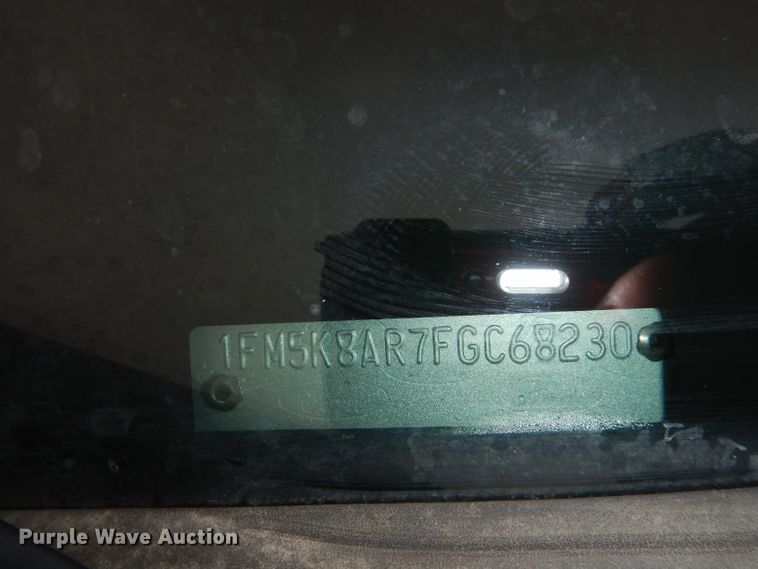 1FM5K8AR7FGC68230
Purple Wave Auction